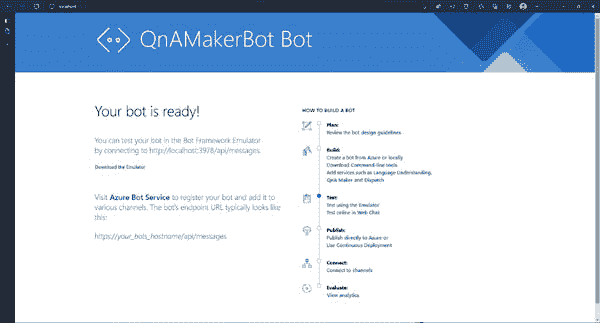 QnAMakerBot Bot
Your bot is ready!
You can test your bot in the Bot Framework Emulator
by connecting to http://localhost:3978/api/messages.
Download the Emulator
Visit Azure Bot Service to register your bot and add it to
various channels. The bot's endpoint URL typically looks like
this:
https://your_bots_hostname/api/messages
HOW TO BUILD A BOT
Plan:
Review the bot design guidelines
Build:
Create a bot from Azure or locally
Download Command-line tools
Add services such as Language Understanding,
QnA Maker and Dispatch
Test:
Test using the Emulator
Test online in Web Chat
Publish:
Publish directly to Azure or
Use Continuous Deployment
Connect:
Connect to channels
Evaluate:
View analytics